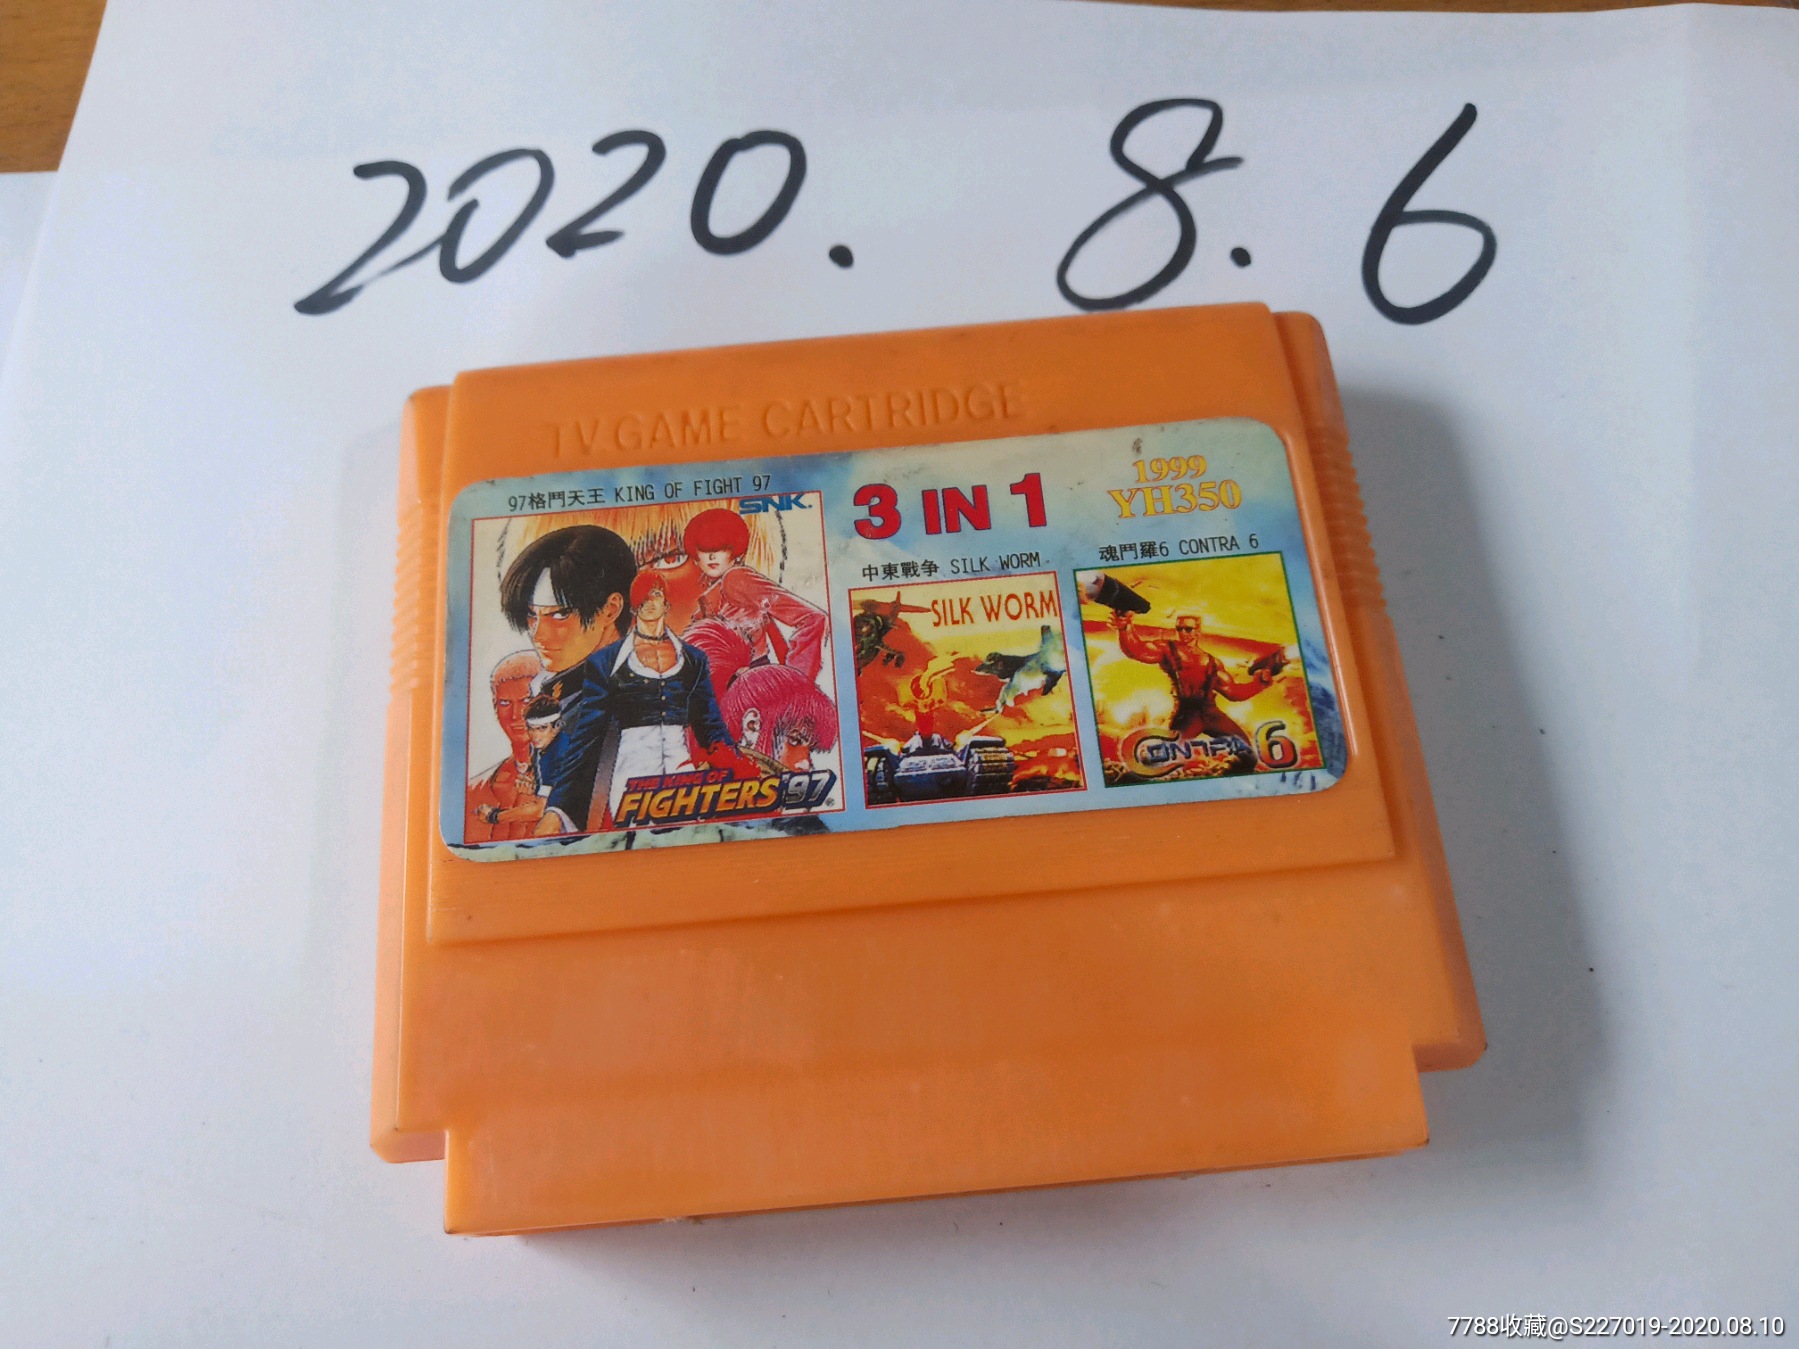 2020. 8.6
TV.GAME CARTRIDGE
97格鬥天王 KING OF FIGHT 97
SNK.
THE KING OF
FIGHTERS '97
3 IN 1
1999
YH350
中東戰争 SILK WORM
SILK WORM
魂鬥羅6 CONTRA 6
CONTRA 6
7788收藏@S227019-2020.08.10